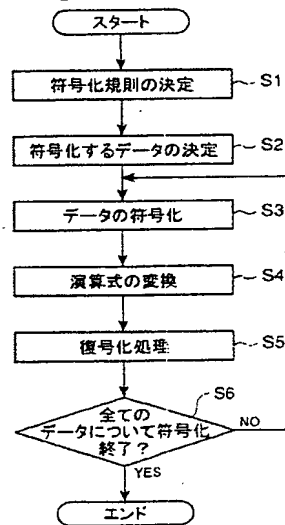 スタート
符号化規則の決定
S1
符号化するデータの決定
S2
データの符号化
S3
演算式の変換
S4
復号化処理
S5
S6
全ての
データについて符号化
終了?
NO
YES
エンド